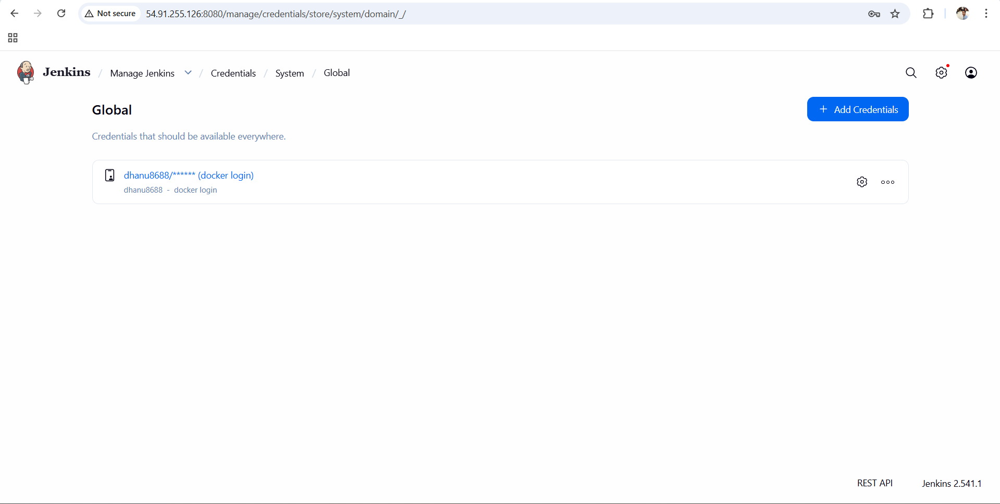 Not secure 54.91.255.126:8080/manage/credentials/store/system/domain/_/
Jenkins / Manage Jenkins / Credentials / System / Global
Global
+ Add Credentials
Credentials that should be available everywhere.
dhanu8688/****** (docker login)
dhanu8688 - docker login
REST API Jenkins 2.541.1